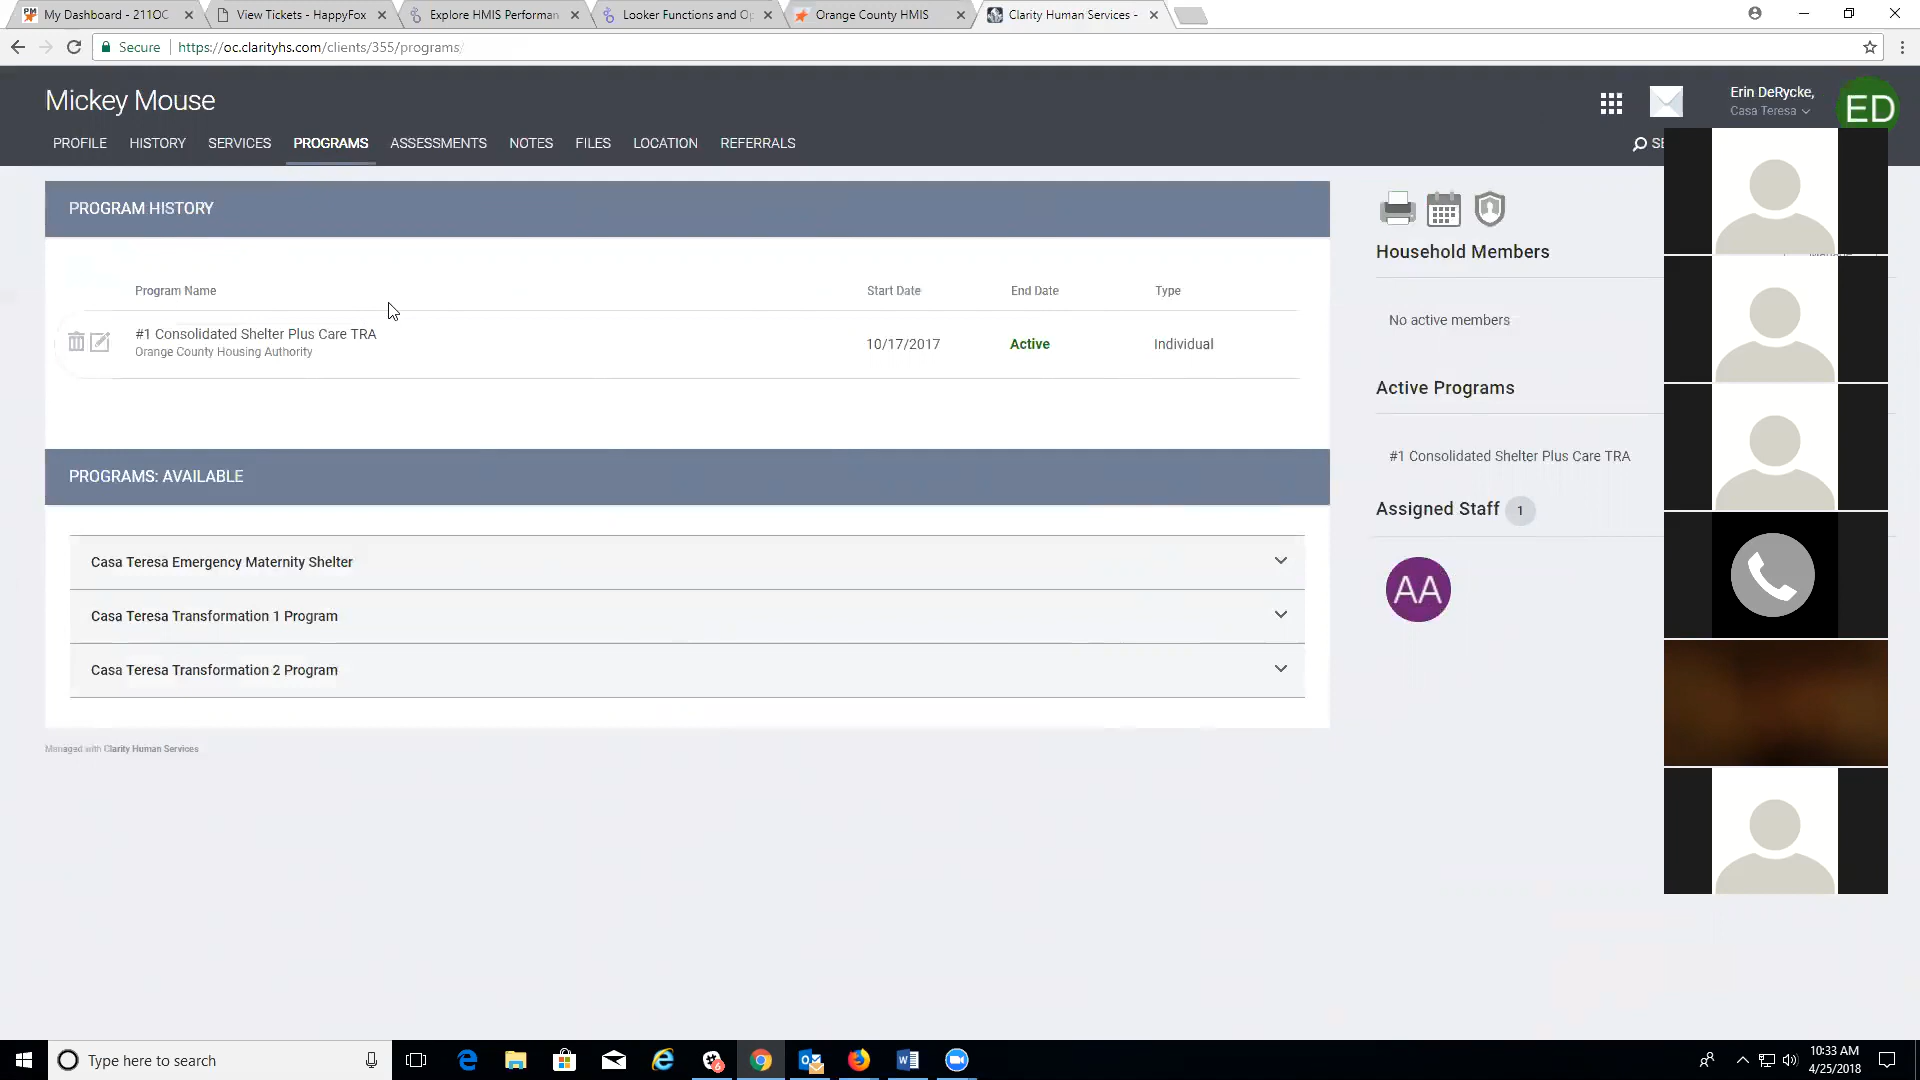 My Dashboard - 211OC
View Tickets - HappyFox
Explore HMIS Performan
Looker Functions and Op
Orange County HMIS
Clarity Human Services -
Secure
https://oc.clarityhs.com/clients/355/programs/
Mickey Mouse
Erin DeRycke,
Casa Teresa
ED
PROFILE
HISTORY
SERVICES
PROGRAMS
ASSESSMENTS
NOTES
FILES
LOCATION
REFERRALS
SE
PROGRAM HISTORY
Program Name
Start Date
End Date
Type
#1 Consolidated Shelter Plus Care TRA
Orange County Housing Authority
10/17/2017
Active
Individual
PROGRAMS: AVAILABLE
Casa Teresa Emergency Maternity Shelter
Casa Teresa Transformation 1 Program
Casa Teresa Transformation 2 Program
Managed with Clarity Human Services
Household Members
No active members
Active Programs
#1 Consolidated Shelter Plus Care TRA
Assigned Staff 1
AA
Type here to search
10:33 AM
4/25/2018